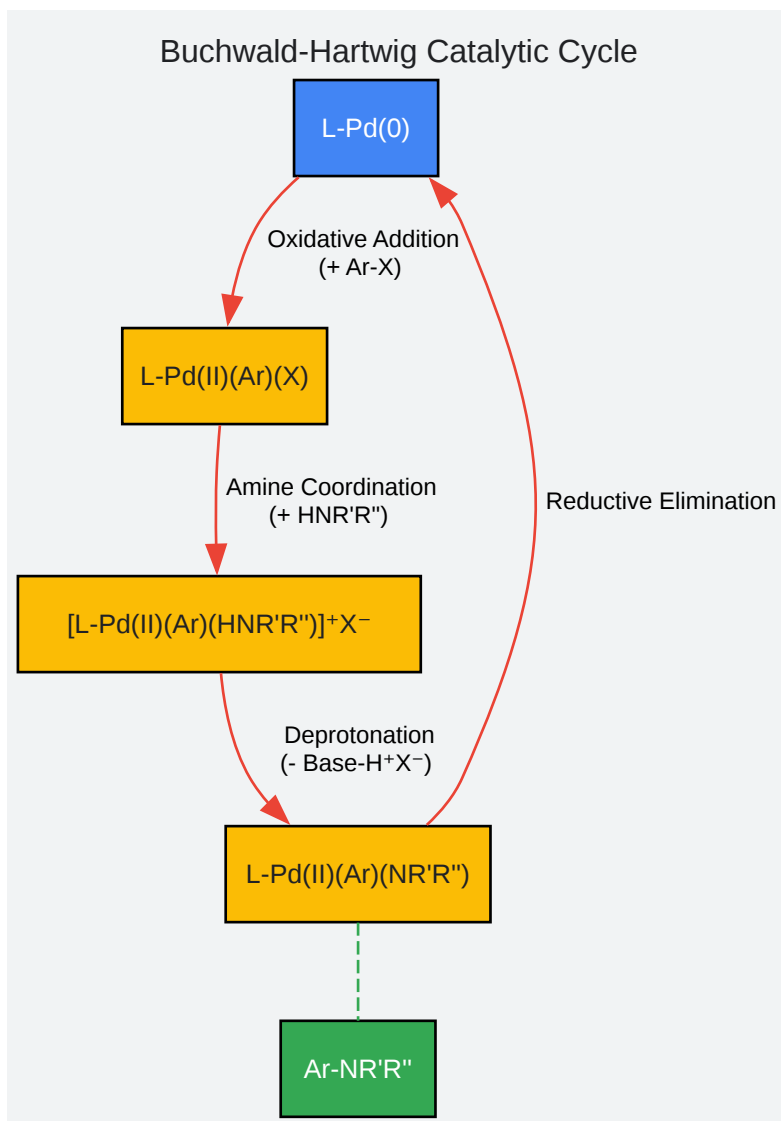 Buchwald-Hartwig Catalytic Cycle
L-Pd(0)
Oxidative Addition
(+ Ar-X)
L-Pd(II)(Ar)(X)
Amine Coordination
(+ HNR'R")
Reductive Elimination
[L-Pd(II)(Ar)(HNR'R")]⁺X⁻
Deprotonation
(- Base-H⁺X⁻)
L-Pd(II)(Ar)(NR'R")
Ar-NR'R"